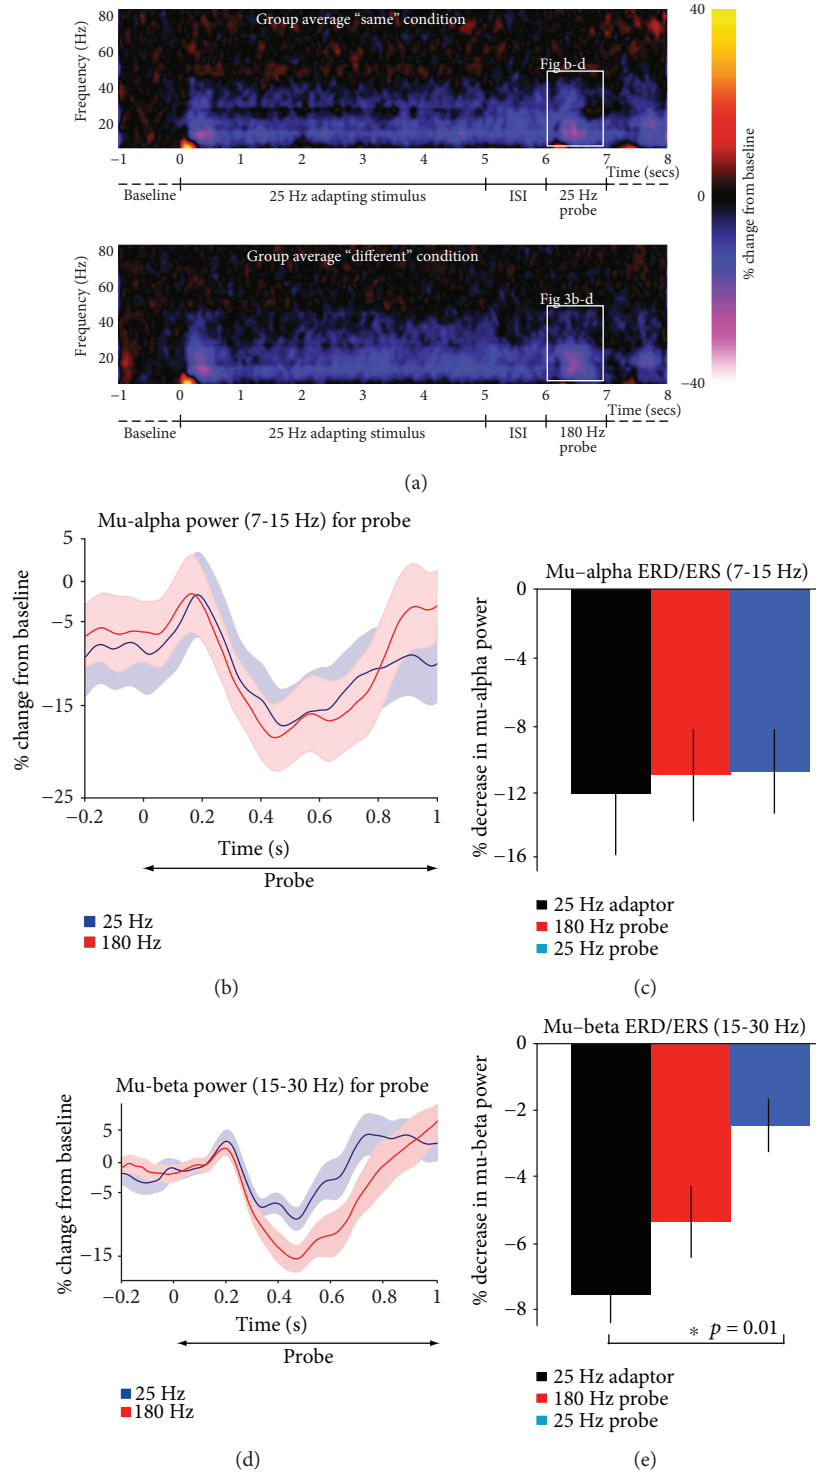 Group average “same” condition
Fig b-d
Frequency (Hz)
80
60
40
20
−1 0 1 2 3 4 5 6 7 8
Time (secs)
Baseline 25 Hz adapting stimulus ISI 25 Hz probe
Group average “different” condition
Fig 3b-d
Frequency (Hz)
80
60
40
20
−1 0 1 2 3 4 5 6 7 8
Time (secs)
Baseline 25 Hz adapting stimulus ISI 180 Hz probe
40
0
−40
% change from baseline
(a)
Mu-alpha power (7-15 Hz) for probe
% change from baseline
5
0
−5
−15
−25
−0.2 0 0.2 0.4 0.6 0.8 1
Time (s)
Probe
25 Hz
180 Hz
(b)
Mu–alpha ERD/ERS (7-15 Hz)
% decrease in mu-alpha power
0
−4
−8
−12
−16
25 Hz adaptor
180 Hz probe
25 Hz probe
(c)
Mu-beta power (15-30 Hz) for probe
% change from baseline
5
0
−5
−15
−0.2 0 0.2 0.4 0.6 0.8 1
Time (s)
Probe
25 Hz
180 Hz
(d)
Mu–beta ERD/ERS (15-30 Hz)
% decrease in mu-beta power
0
−2
−4
−6
−8
* p = 0.01
25 Hz adaptor
180 Hz probe
25 Hz probe
(e)